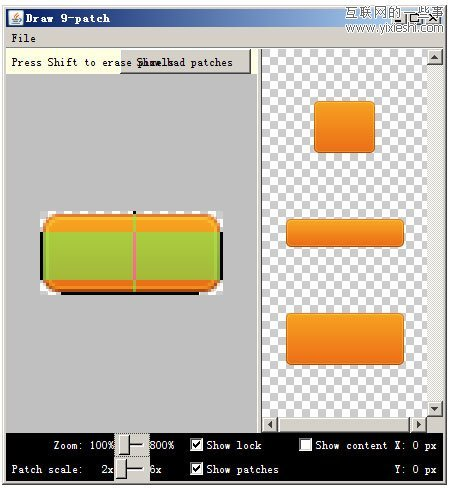 Draw 9-patch
互联网的一些事
www.yixieshi.com
File
Press Shift to erase pixels
Show bad patches
Zoom: 100% 800% Show lock Show content X: 0 px
Patch scale: 2x 6x Show patches Y: 0 px